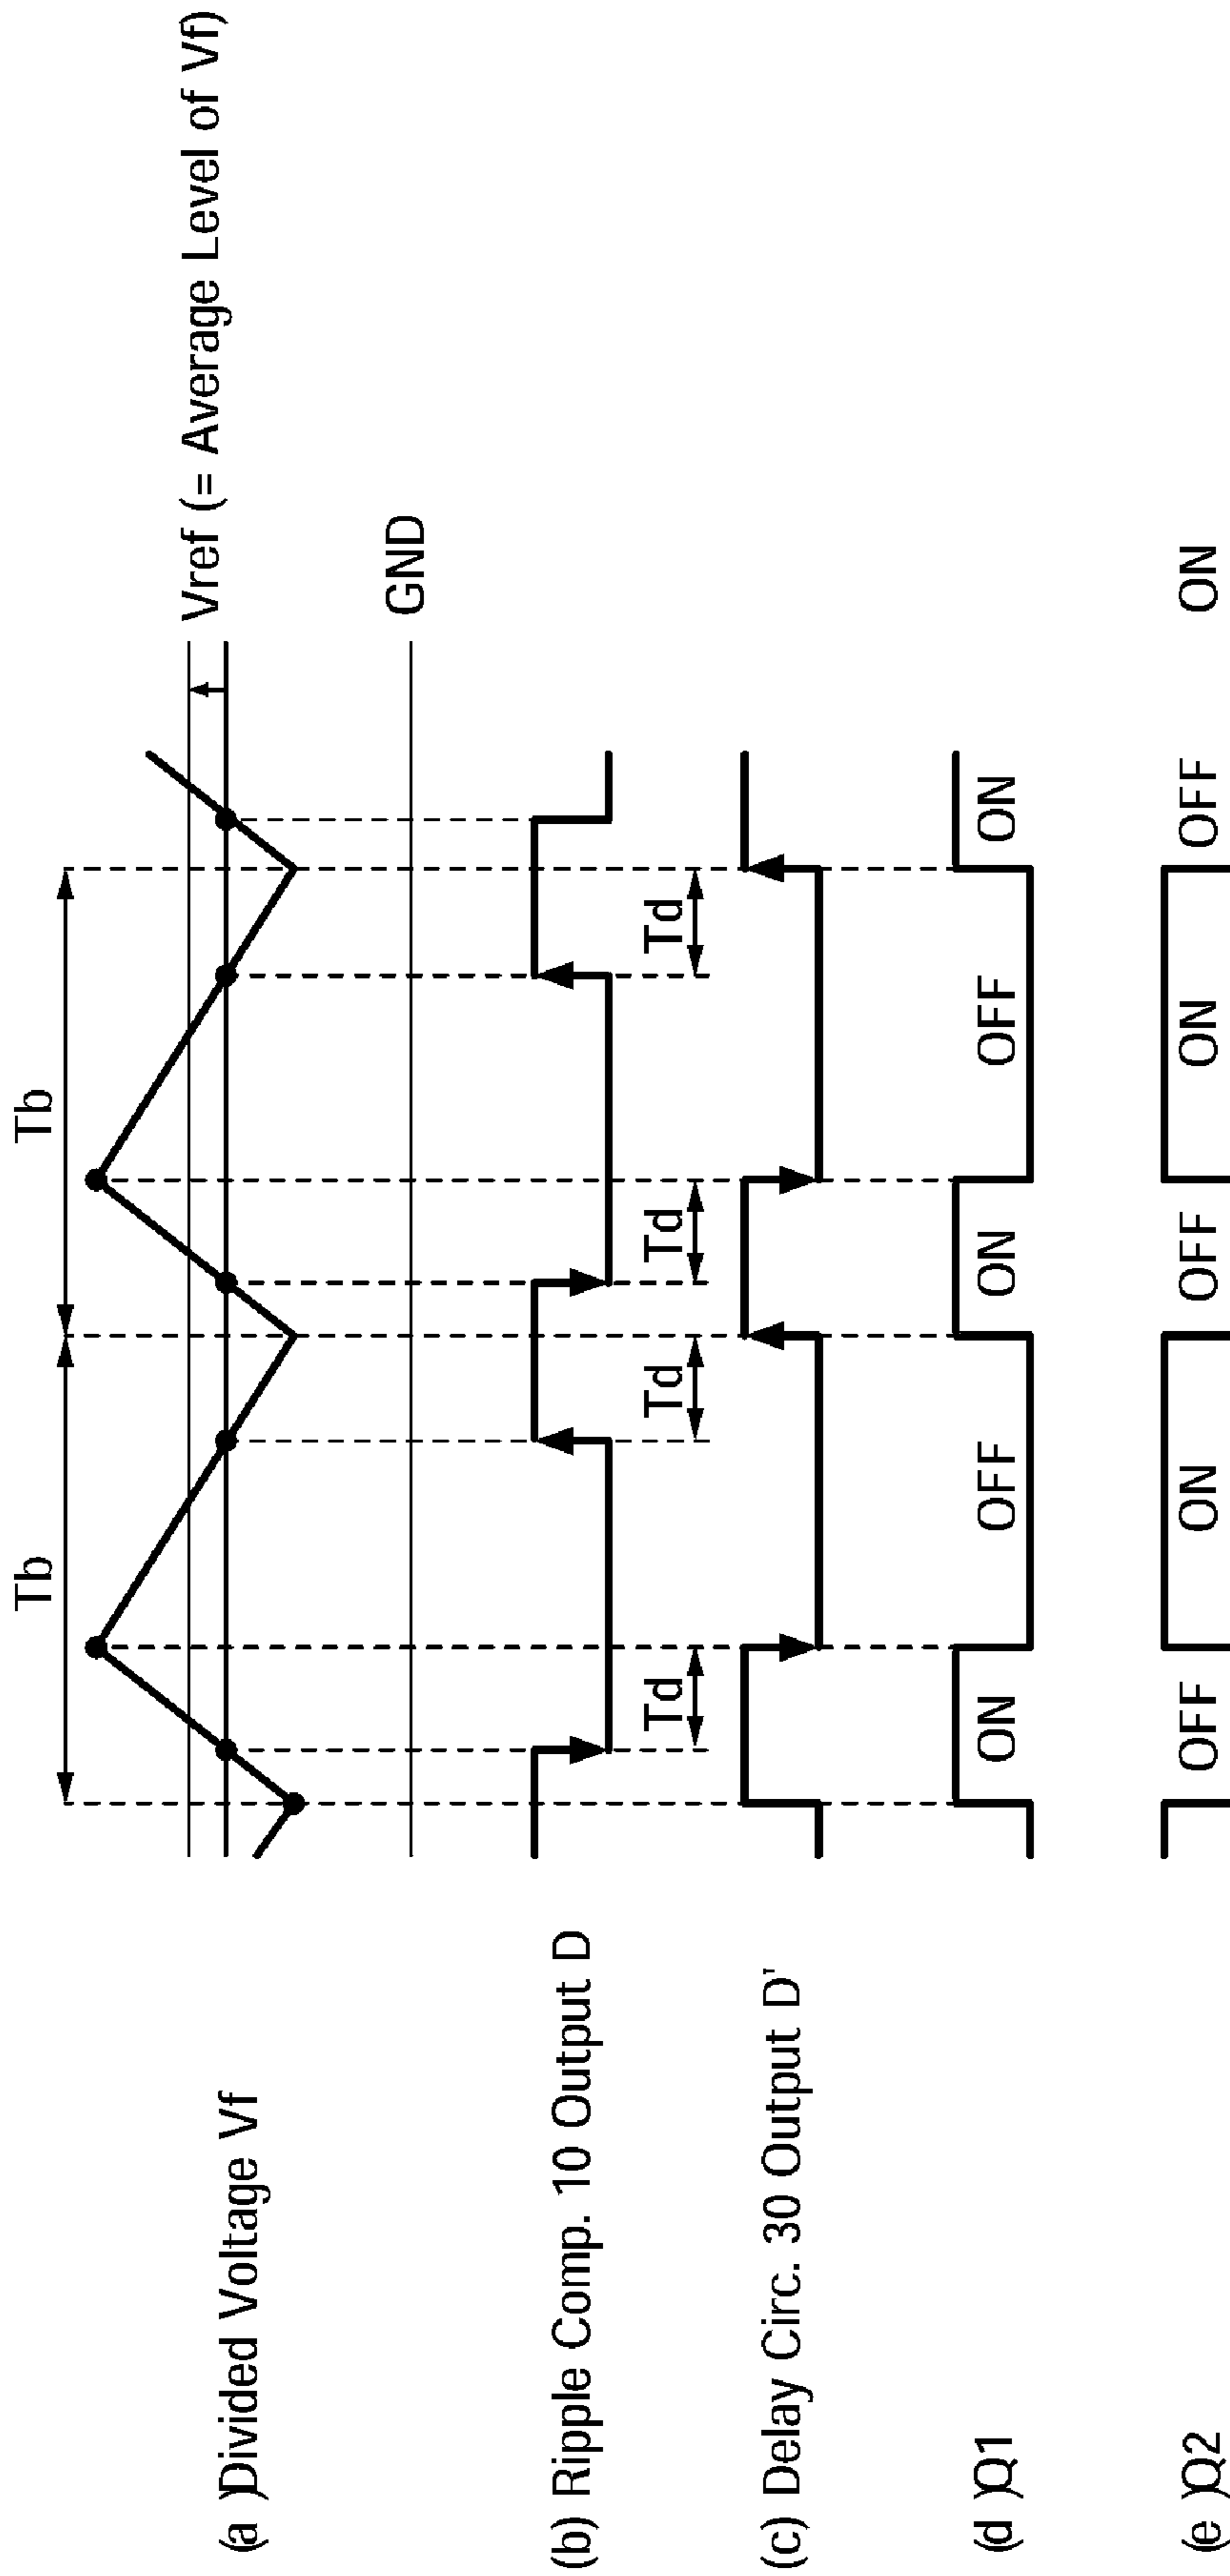 Tb Tb
(a )Divided Voltage Vf
Vref (= Average Level of Vf)
GND
(b) Ripple Comp. 10 Output D
Td Td Td Td
(c) Delay Circ. 30 Output D'
(d )Q1
ON OFF ON OFF ON
(e )Q2
OFF ON OFF ON OFF ON